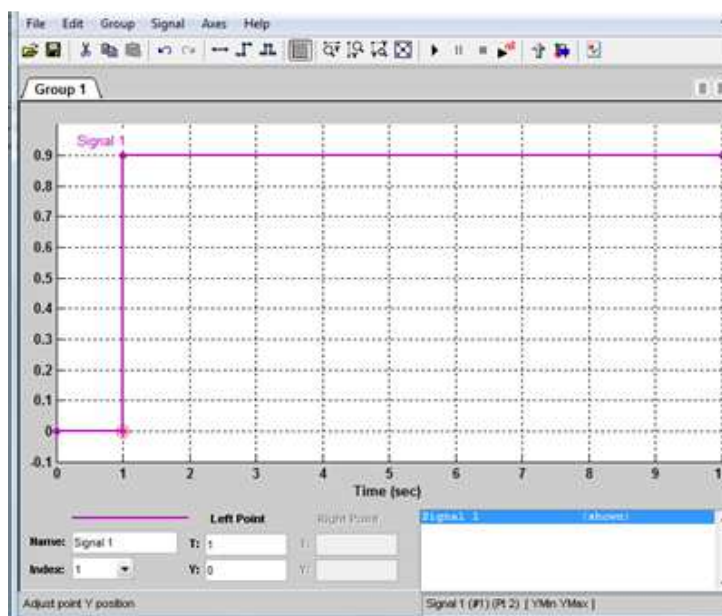 File Edit Group Signal Axes Help
Group 1
Signal 1
0.9
0.8
0.7
0.6
0.5
0.4
0.3
0.2
0.1
0
-0.1
0 1 2 3 4 5 6 7 8 9 1
Time (sec)
Left Point Right Point
Name: Signal 1 T: 1 T:
Index: 1 Y: 0 Y:
Signal 1 (shown)
Adjust point Y position Signal 1 (#1) (Pt 2) [ YMin YMax ]